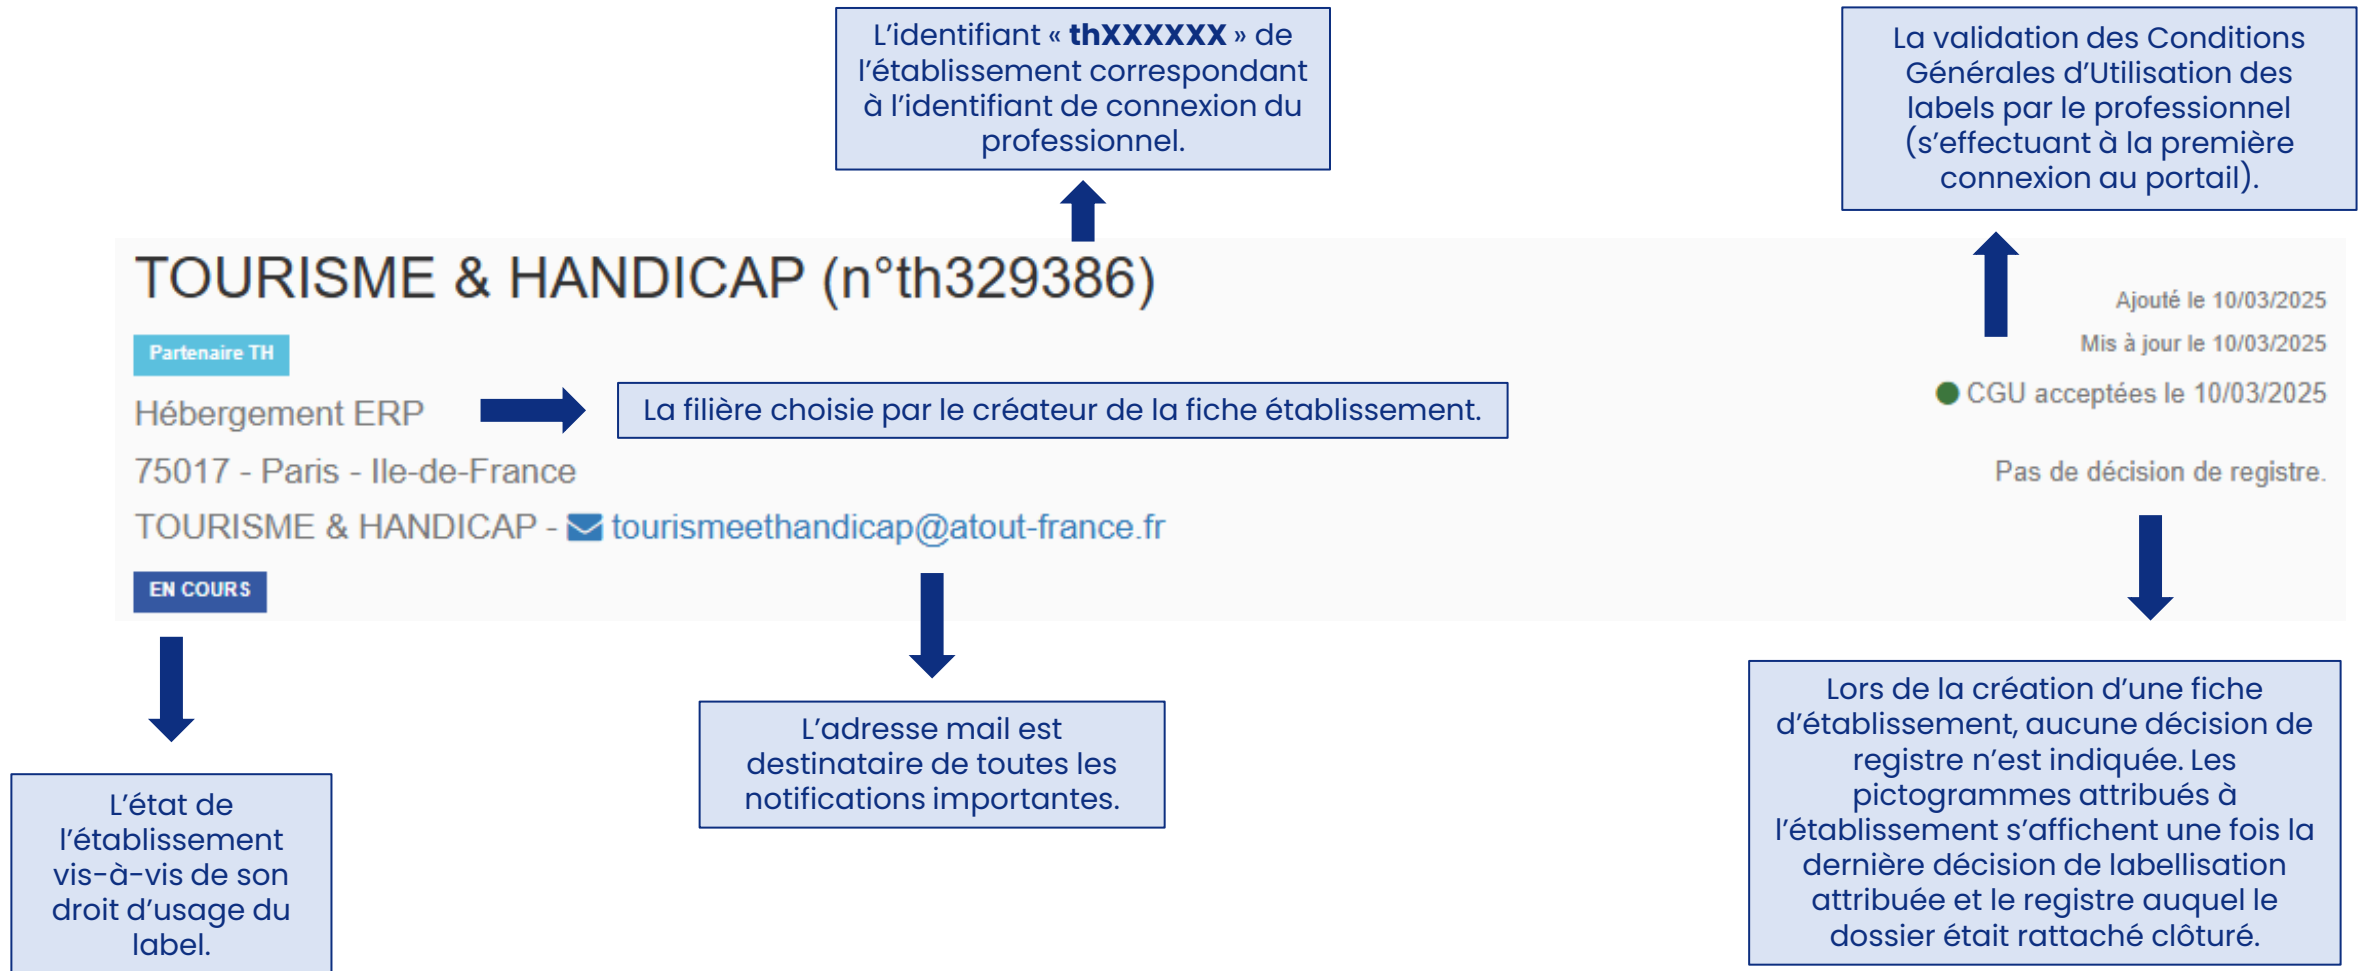 L’identifiant « thXXXXXX » de
l’établissement correspondant
à l’identifiant de connexion du
professionnel.
La validation des Conditions
Générales d’Utilisation des
labels par le professionnel
(s’effectuant à la première
connexion au portail).
TOURISME & HANDICAP (n°th329386)
Ajouté le 10/03/2025
Partenaire TH
Mis à jour le 10/03/2025
Hébergement ERP
La filière choisie par le créateur de la fiche établissement.
CGU acceptées le 10/03/2025
75017 - Paris - Ile-de-France
Pas de décision de registre.
TOURISME & HANDICAP - tourismeethandicap@atout-france.fr
EN COURS
L’état de
l’établissement
vis-à-vis de son
droit d’usage du
label.
L’adresse mail est
destinataire de toutes les
notifications importantes.
Lors de la création d’une fiche
d’établissement, aucune décision de
registre n’est indiquée. Les
pictogrammes attribués à
l’établissement s’affichent une fois la
dernière décision de labellisation
attribuée et le registre auquel le
dossier était rattaché clôturé.